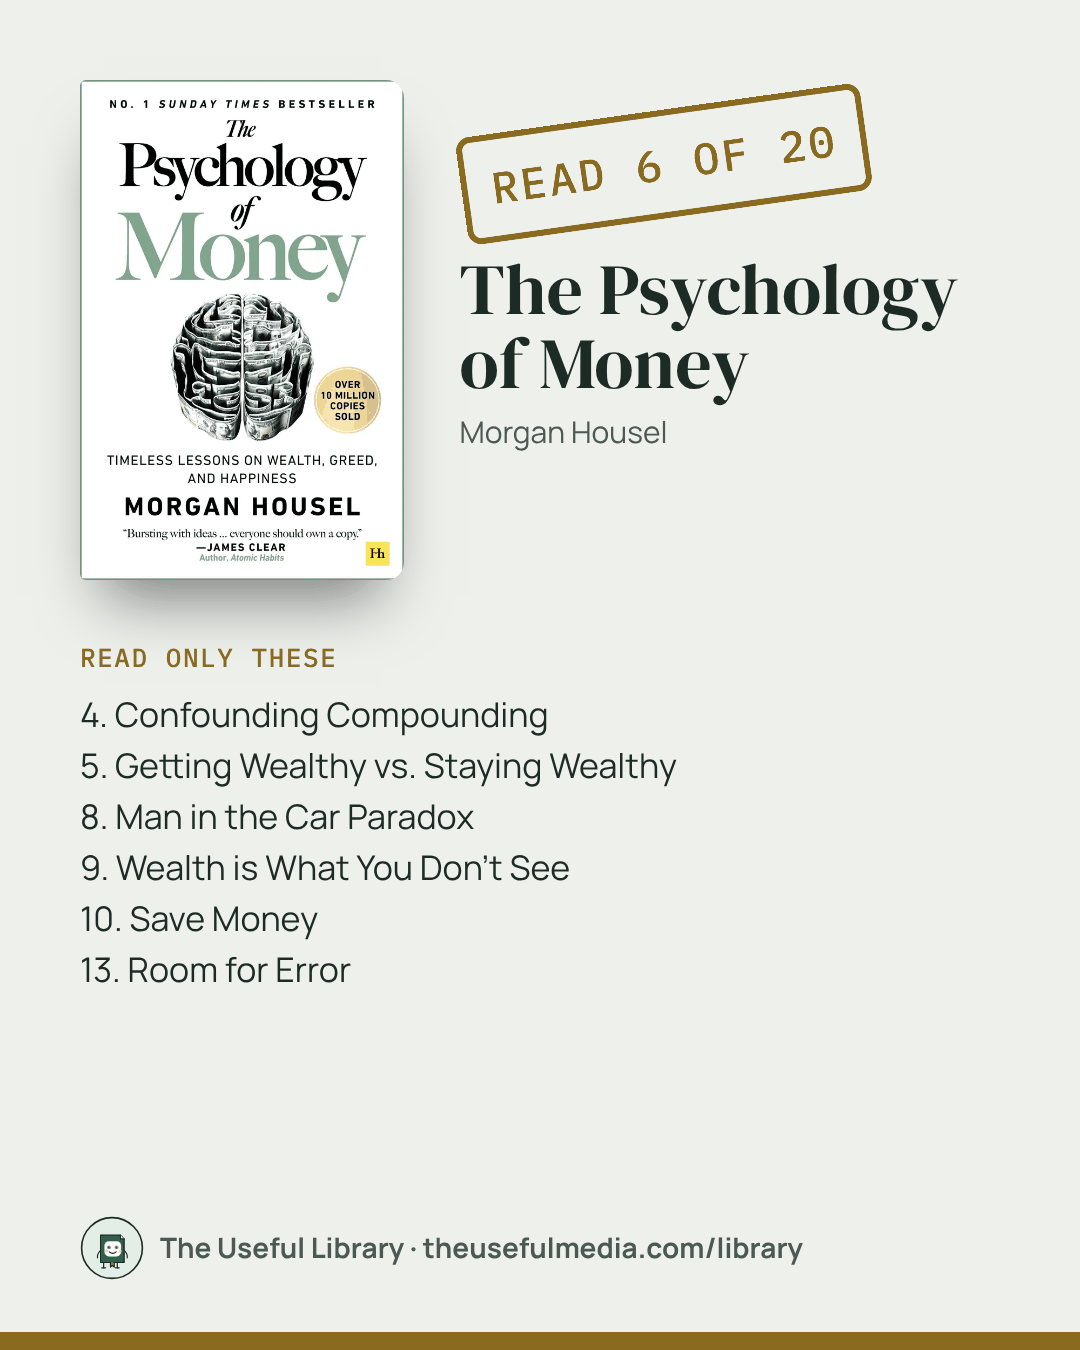 NO. 1 SUNDAY TIMES BESTSELLER
The
Psychology
of
Money
OVER
10 MILLION
COPIES
SOLD
TIMELESS LESSONS ON WEALTH, GREED,
AND HAPPINESS
MORGAN HOUSEL
“Bursting with ideas ... everyone should own a copy.”
—JAMES CLEAR
Author, Atomic Habits
Hh
READ 6 OF 20
The Psychology
of Money
Morgan Housel
READ ONLY THESE
4. Confounding Compounding
5. Getting Wealthy vs. Staying Wealthy
8. Man in the Car Paradox
9. Wealth is What You Don’t See
10. Save Money
13. Room for Error
The Useful Library · theusefulmedia.com/library